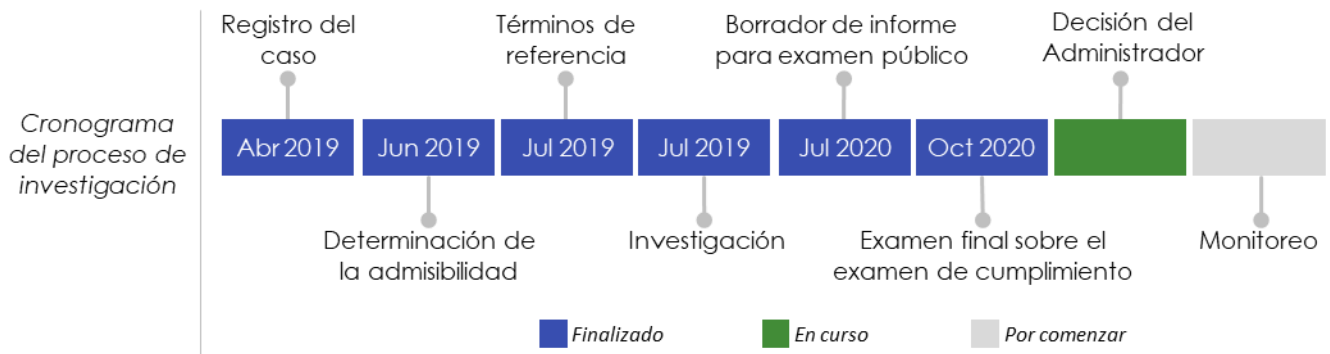 Registro del
caso
Términos de
referencia
Borrador de informe
para examen público
Decisión del
Administrador
Cronograma
del proceso de
investigación
Abr 2019
Jun 2019
Jul 2019
Jul 2019
Jul 2020
Oct 2020
Determinación de
la admisibilidad
Investigación
Examen final sobre el
examen de cumplimiento
Monitoreo
Finalizado
En curso
Por comenzar